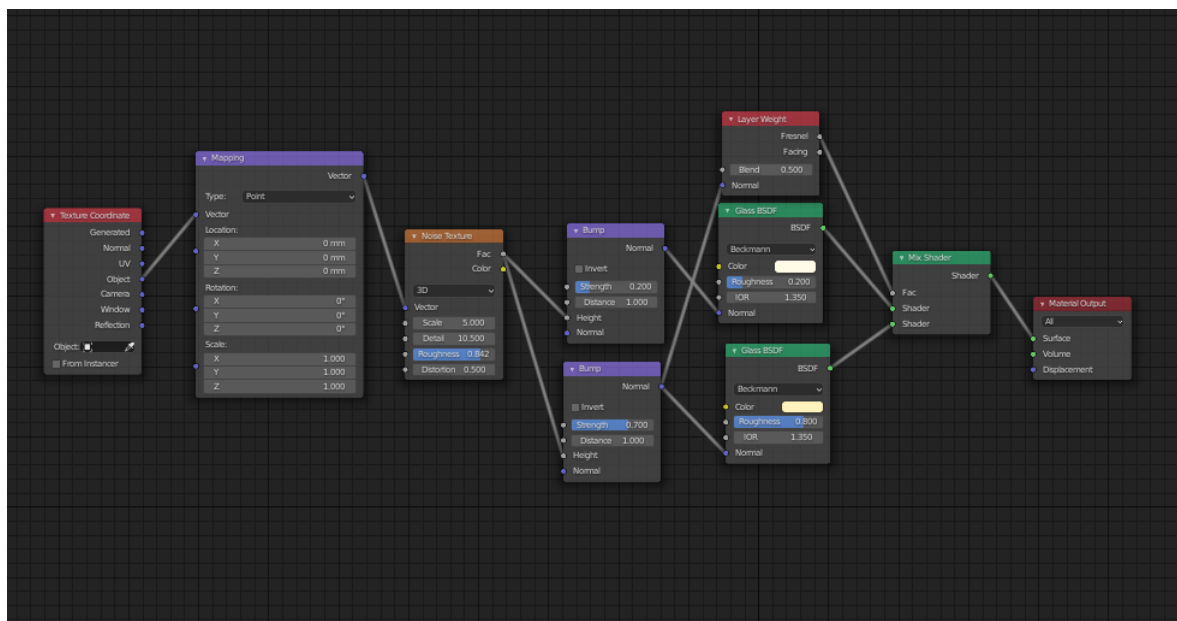 Texture Coordinate
Generated
Normal
UV
Object
Camera
Window
Reflection
Object:
From Instancer
Mapping
Vector
Type: Point
Vector
Location:
X 0 mm
Y 0 mm
Z 0 mm
Rotation:
X 0°
Y 0°
Z 0°
Scale:
X 1.000
Y 1.000
Z 1.000
Noise Texture
Fac
Color
3D
Vector
Scale 5.000
Detail 10.500
Roughness 0.842
Distortion 0.500
Bump
Normal
Invert
Strength 0.200
Distance 1.000
Height
Normal
Bump
Normal
Invert
Strength 0.700
Distance 1.000
Height
Normal
Layer Weight
Fresnel
Facing
Blend 0.500
Normal
Glass BSDF
BSDF
Beckmann
Color
Roughness 0.200
IOR 1.350
Normal
Glass BSDF
BSDF
Beckmann
Color
Roughness 0.800
IOR 1.350
Normal
Mix Shader
Shader
Fac
Shader
Shader
Material Output
All
Surface
Volume
Displacement